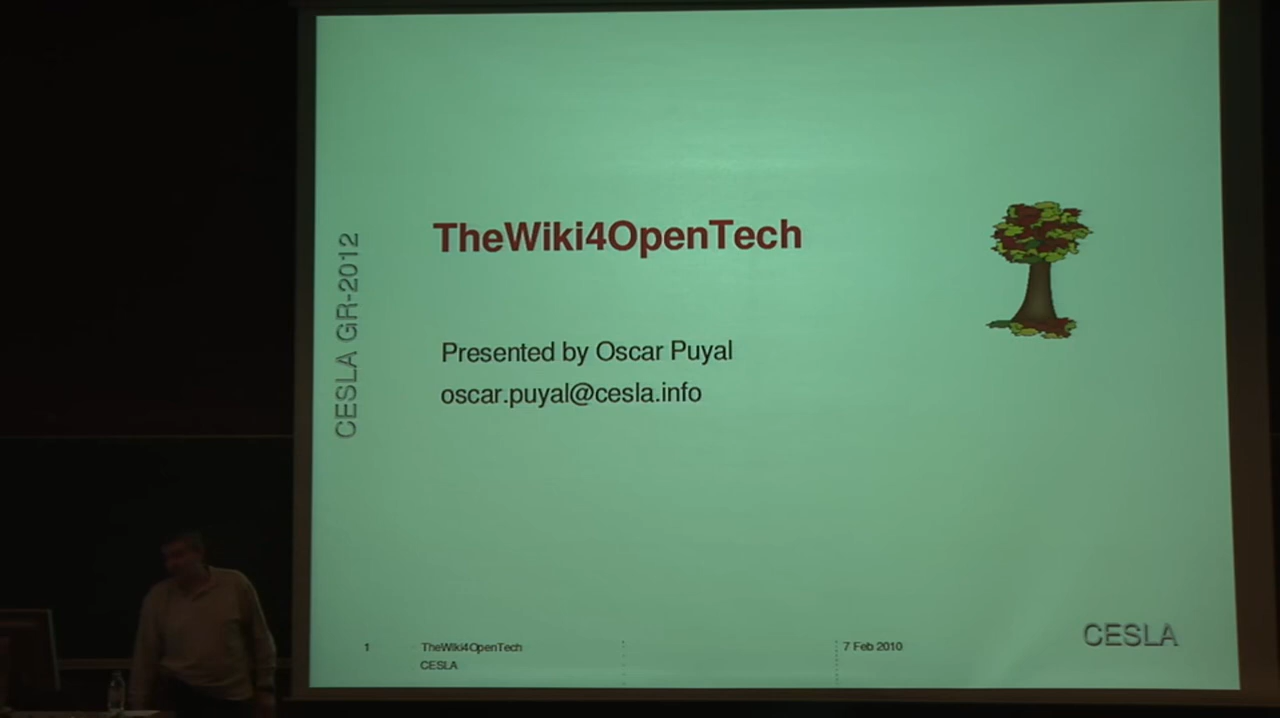 CESLA GR-2012
TheWiki4OpenTech
Presented by Oscar Puyal
oscar.puyal@cesla.info
1
TheWiki4OpenTech
CESLA
7 Feb 2010
CESLA